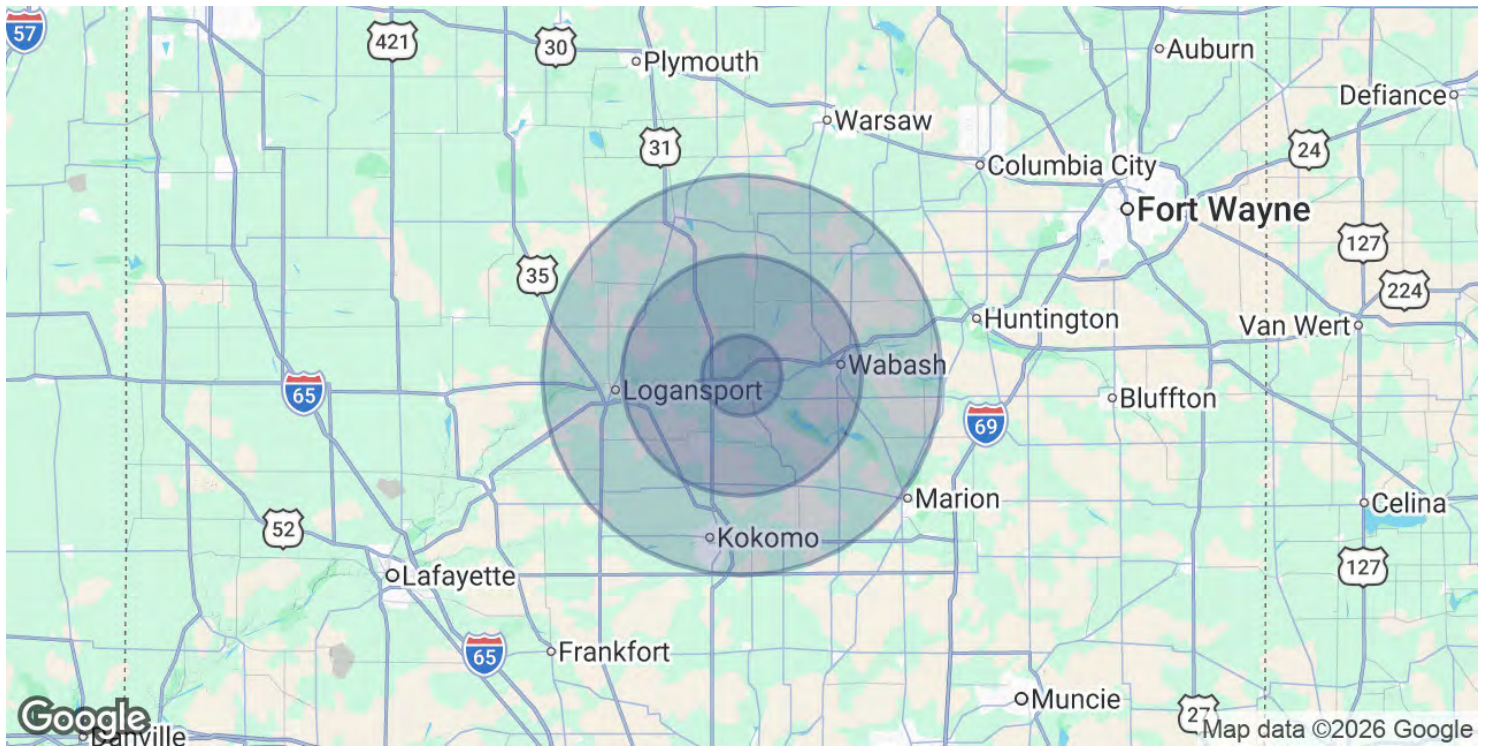 57
421
30
Plymouth
Auburn
Defiance
Warsaw
31
24
Columbia City
Fort Wayne
127
35
224
Huntington
Van Wert
Wabash
Logansport
65
Bluffton
69
Marion
Celina
52
Kokomo
127
Lafayette
Frankfort
65
Muncie
27
Google
Map data ©2026 Google
Danville